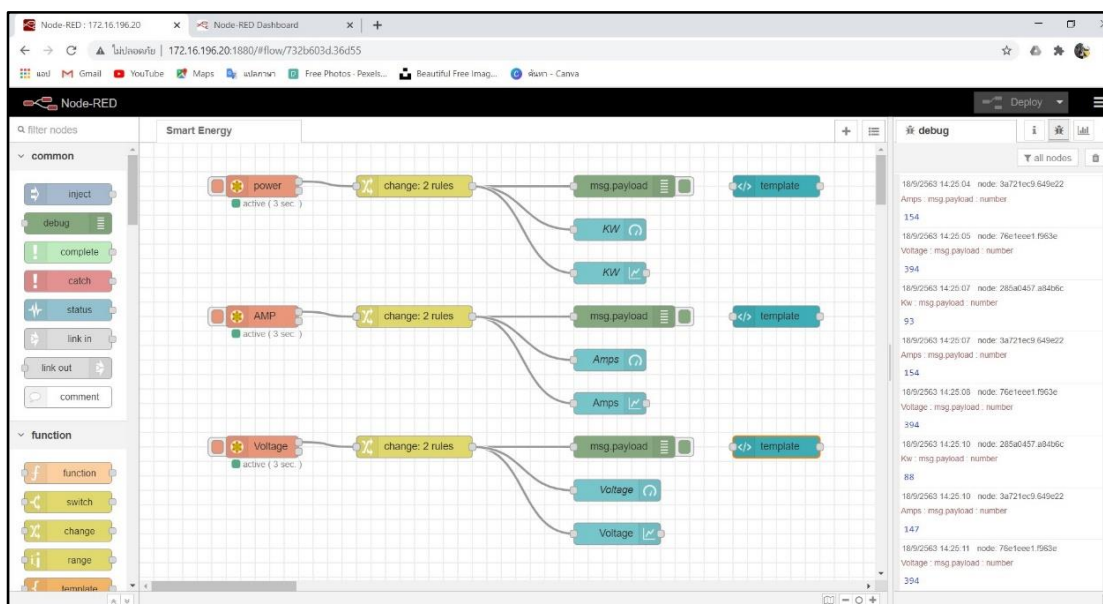 Node-RED : 172.16.196.20
Node-RED Dashboard
ไม่ปลอดภัย | 172.16.196.20:1880/#flow/732b603d.36d55
แอป Gmail YouTube Maps แปลภาษา Free Photos - Pexels... Beautiful Free Imag... ค้นหา - Canva
Node-RED
Deploy
filter nodes
common
inject
debug
complete
catch
status
link in
link out
comment
function
function
switch
change
range
template
Smart Energy
power
active ( 3 sec. )
change: 2 rules
msg.payload
template
KW
KW
AMP
active ( 3 sec. )
change: 2 rules
msg.payload
template
Amps
Amps
Voltage
active ( 3 sec. )
change: 2 rules
msg.payload
template
Voltage
Voltage
debug
all nodes
18/9/2563 14:25:04 node: 3a721ec9.649e22
Amps : msg.payload : number
154
18/9/2563 14:25:05 node: 76e1eee1.f963e
Voltage : msg.payload : number
394
18/9/2563 14:25:07 node: 285a0457.a84b6c
Kw : msg.payload : number
93
18/9/2563 14:25:07 node: 3a721ec9.649e22
Amps : msg.payload : number
154
18/9/2563 14:25:08 node: 76e1eee1.f963e
Voltage : msg.payload : number
394
18/9/2563 14:25:10 node: 285a0457.a84b6c
Kw : msg.payload : number
88
18/9/2563 14:25:10 node: 3a721ec9.649e22
Amps : msg.payload : number
147
18/9/2563 14:25:11 node: 76e1eee1.f963e
Voltage : msg.payload : number
394